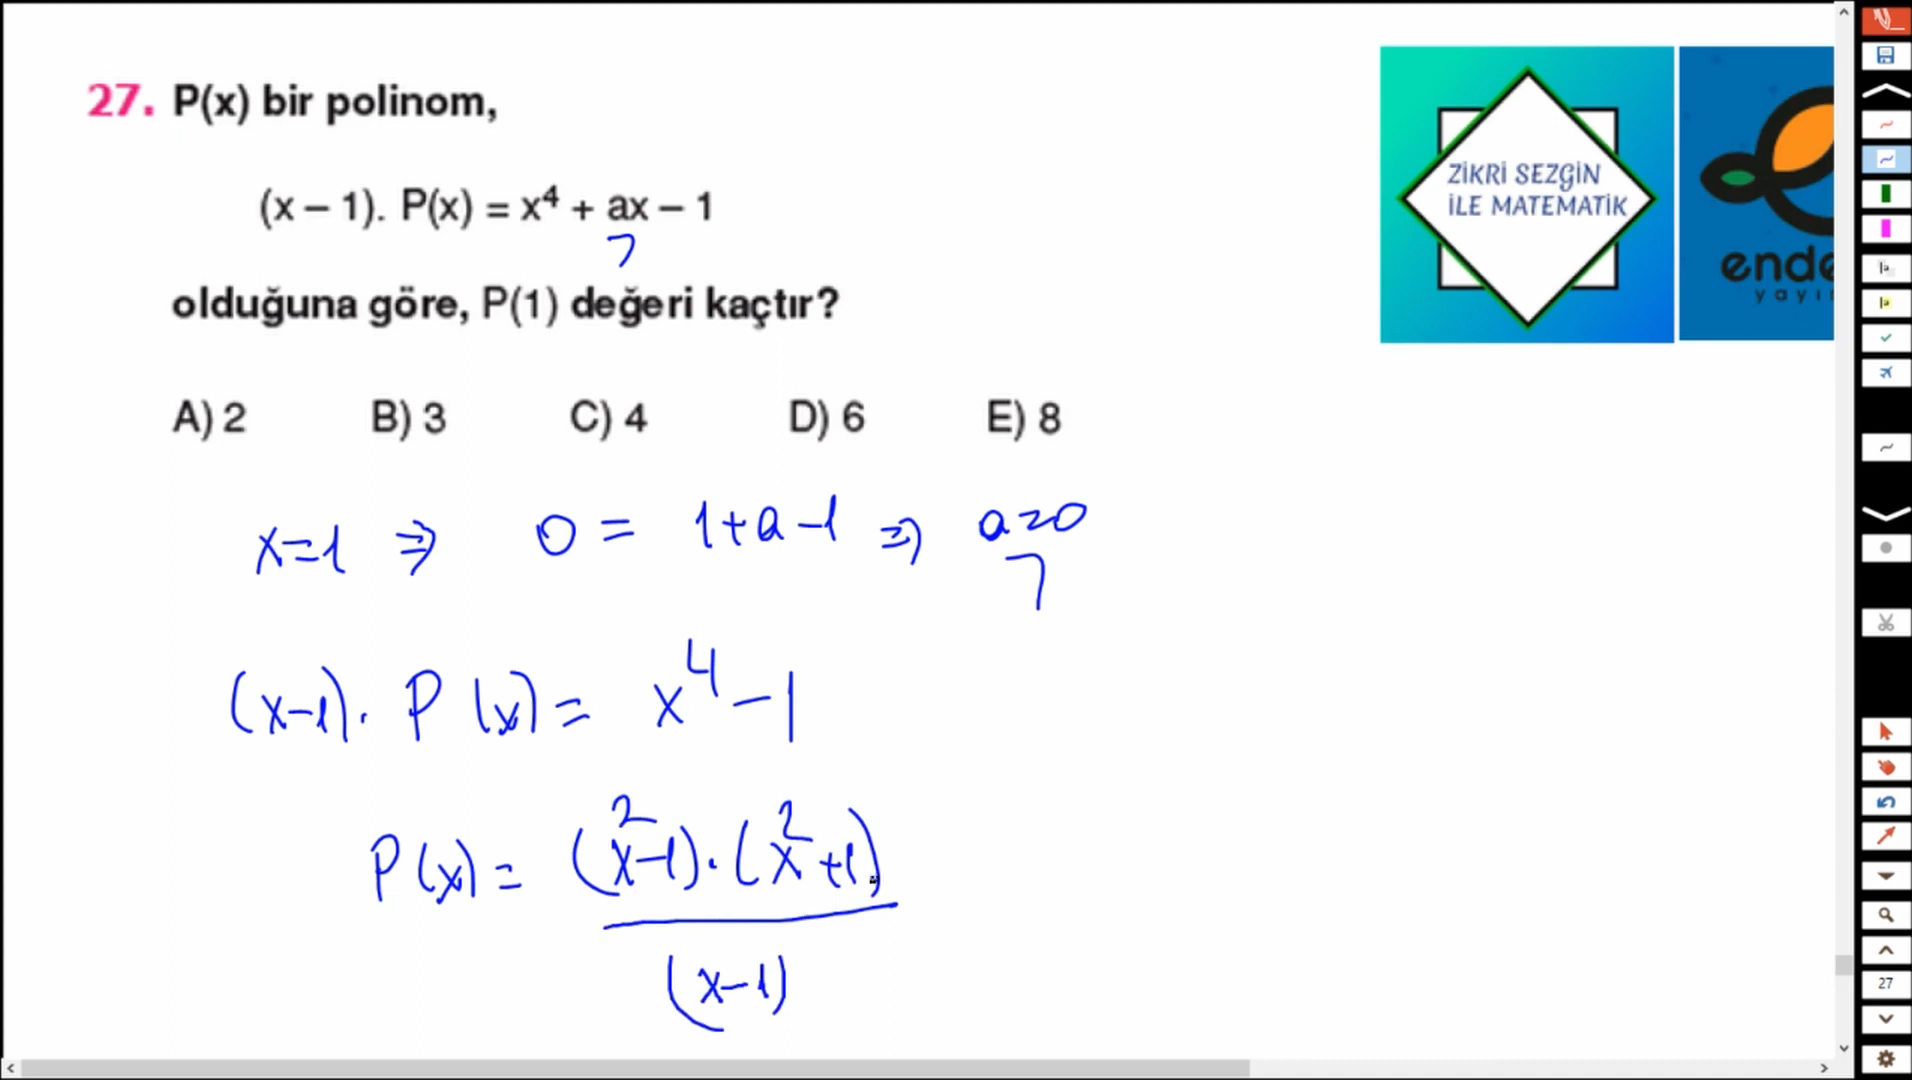 27. P(x) bir polinom,
(x – 1). P(x) = x⁴ + ax – 1
olduğuna göre, P(1) değeri kaçtır?
A) 2 B) 3 C) 4 D) 6 E) 8
x=1 ⇒ 0 = 1+a-1 ⇒ a=0
(x-1). P(x) = x⁴-1
P(x) = (x²-1).(x²+1)
(x-1)
ZİKRİ SEZGİN
İLE MATEMATİK
ende
yayı
27